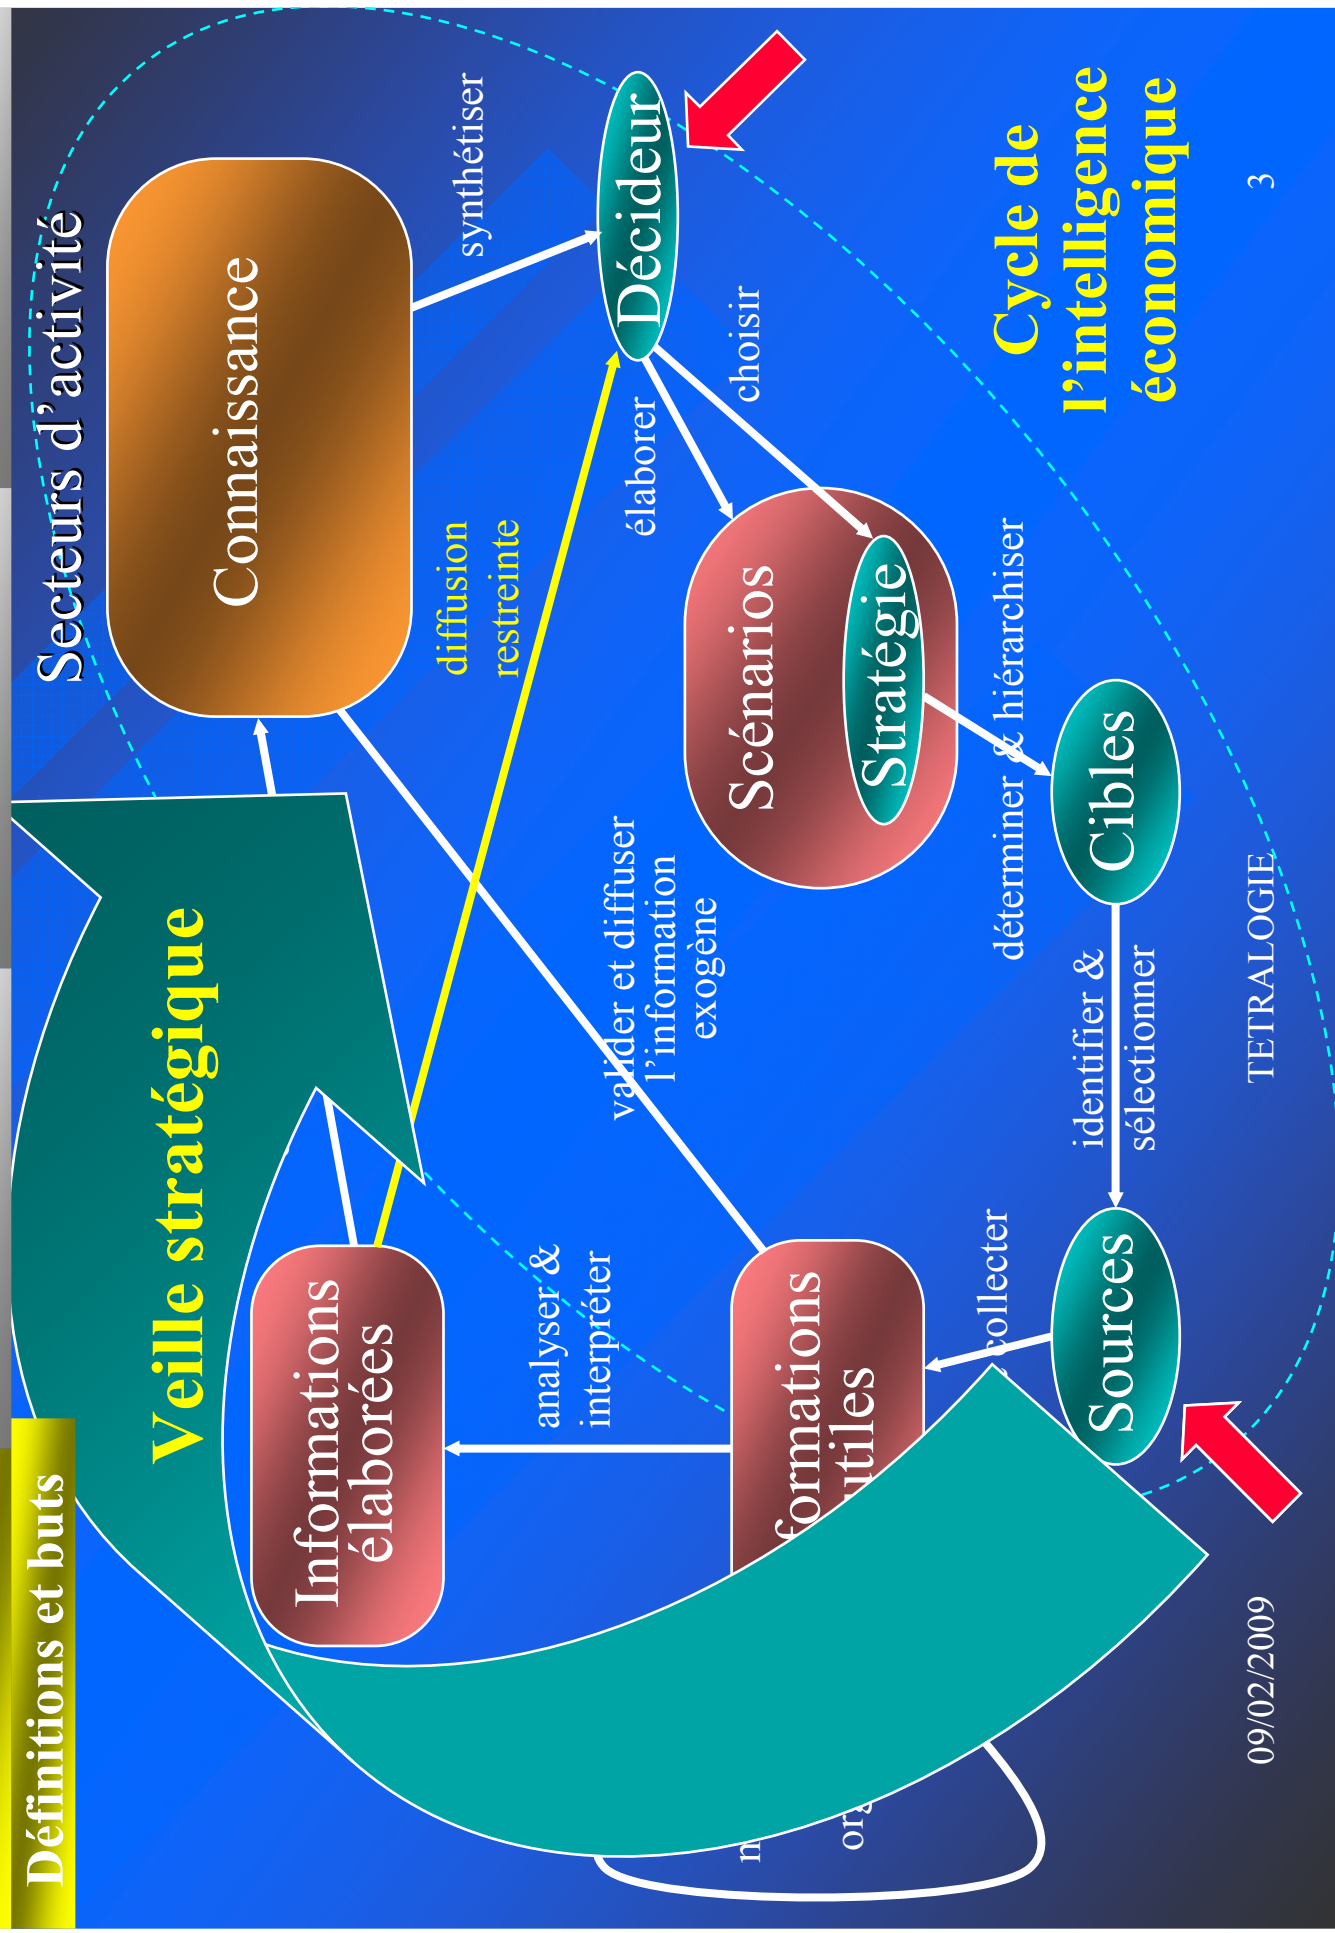 Définitions et buts
Secteurs d’activité
Veille stratégique
Connaissance
Informations
élaborées
diffusion
restreinte
synthétiser
analyser &
interpréter
valider et diffuser
l’information
exogène
élaborer
Décideur
choisir
Scénarios
Stratégie
utiles
collecter
déterminer & hiérarchiser
identifier &
sélectionner
Sources
Cibles
Cycle de
l’intelligence
économique
09/02/2009
TETRALOGIE
3